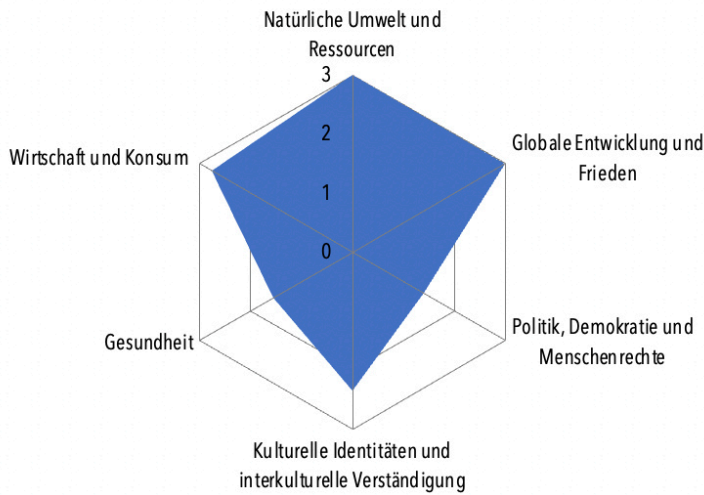 Natürliche Umwelt und
Ressourcen
3
2
1
0
Globale Entwicklung und
Frieden
Politik, Demokratie und
Menschenrechte
Kulturelle Identitäten und
interkulturelle Verständigung
Gesundheit
Wirtschaft und Konsum